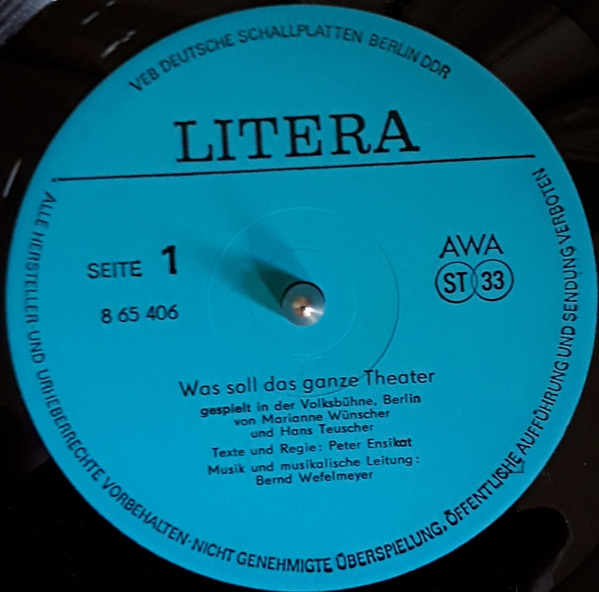 VEB DEUTSCHE SCHALLPLATTEN BERLIN DDR
LITERA
SEITE 1
8 65 406
AWA
ST 33
Was soll das ganze Theater
gespielt in der Volksbühne, Berlin
von Marianne Wünscher
und Hans Teuscher
Texte und Regie: Peter Ensikat
Musik und musikalische Leitung:
Bernd Wefelmeyer
ALLE HERSTELLER- UND URHEBERRECHTE VORBEHALTEN · NICHT GENEHMIGTE ÜBERSPIELUNG, ÖFFENTLICHE AUFFÜHRUNG UND SENDUNG VERBOTEN